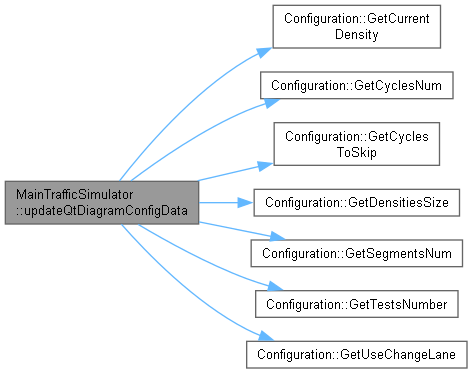 Configuration::GetCurrent
Density
Configuration::GetCyclesNum
Configuration::GetCycles
ToSkip
MainTrafficSimulator
::updateQtDiagramConfigData
Configuration::GetDensitiesSize
Configuration::GetSegmentsNum
Configuration::GetTestsNumber
Configuration::GetUseChangeLane